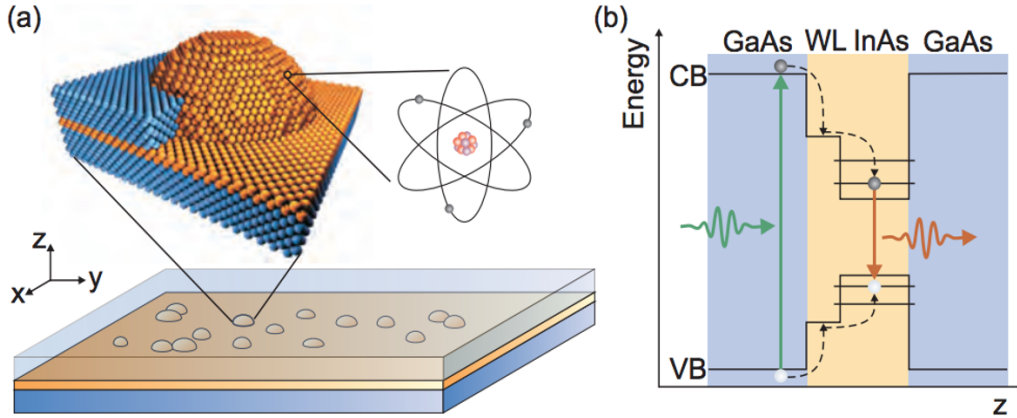 (a)
z
y
x
(b)
Energy
GaAs WL InAs GaAs
CB
VB
z